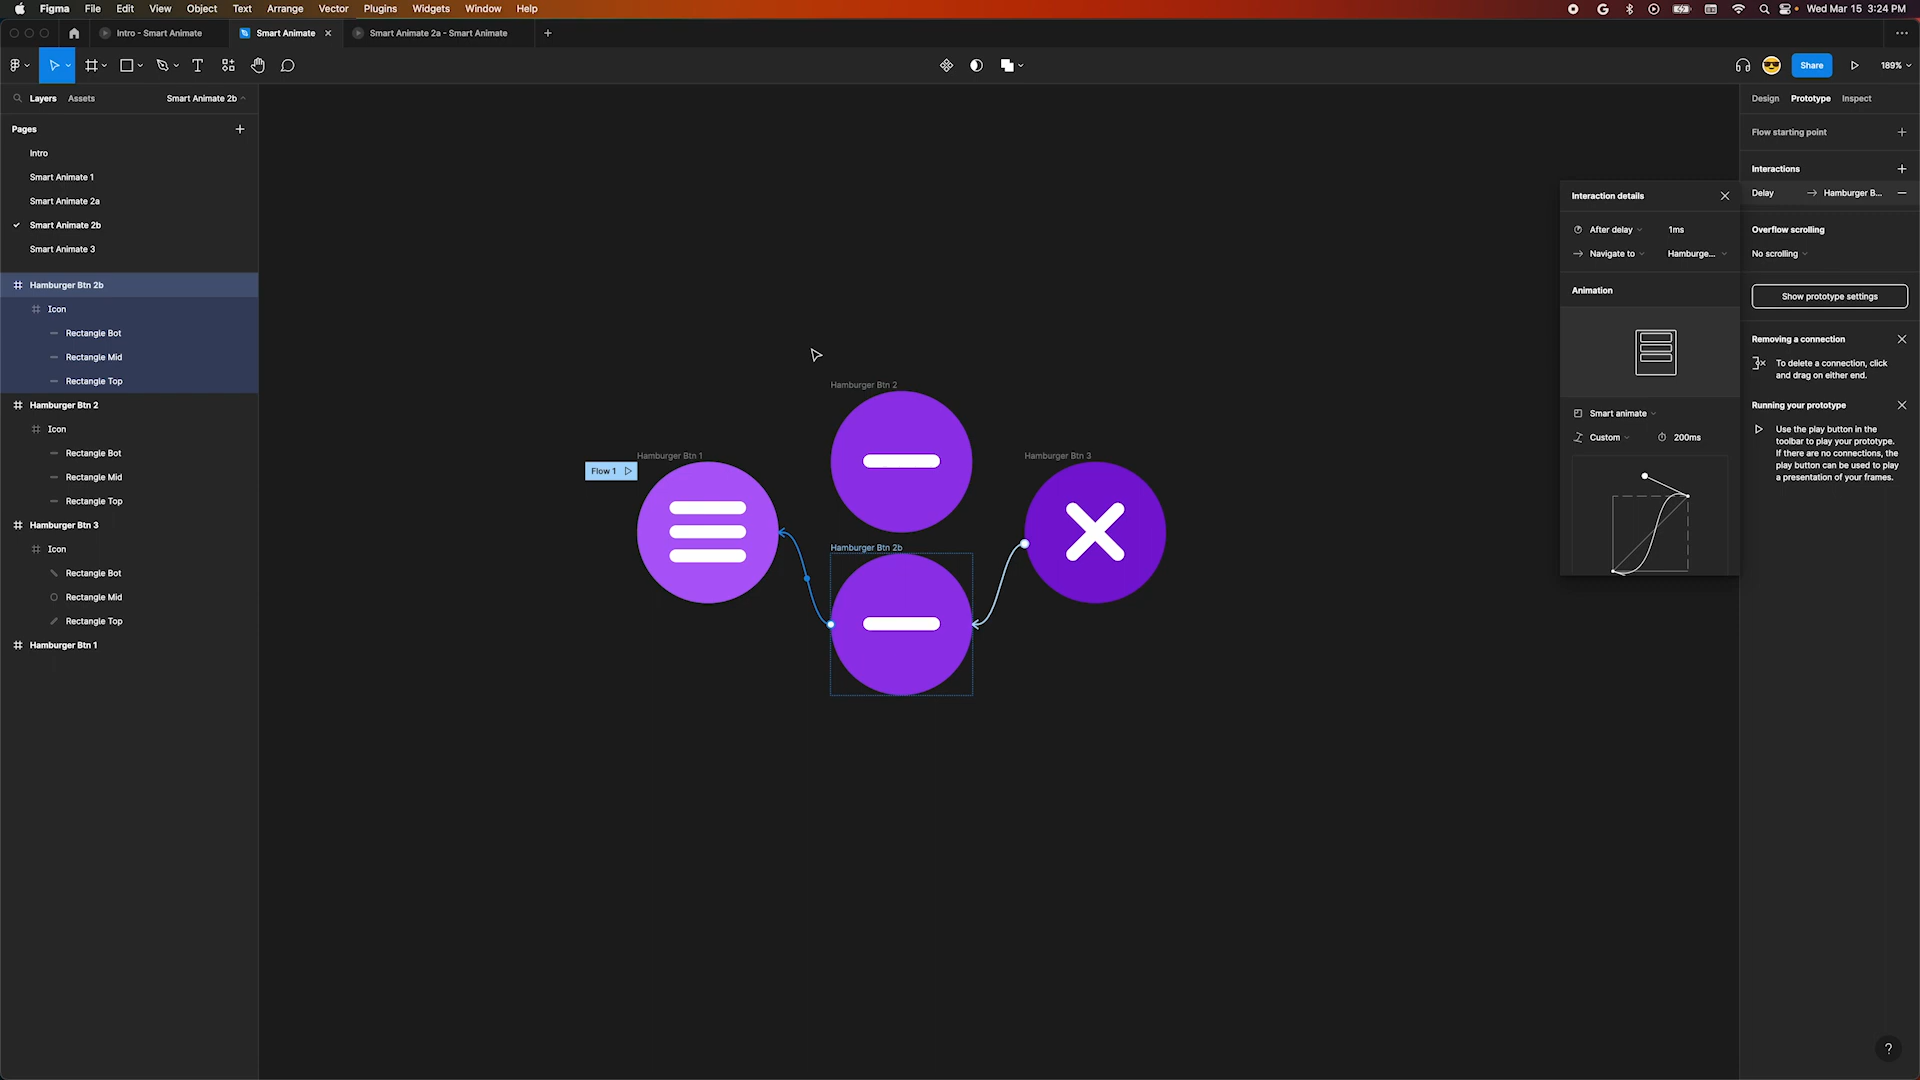 Figma File Edit View Object Text Arrange Vector Plugins Widgets Window Help
Wed Mar 15 3:24 PM
Intro - Smart Animate
Smart Animate
Smart Animate 2a - Smart Animate
Share
189%
Layers Assets
Smart Animate 2b
Design Prototype Inspect
Pages
Intro
Smart Animate 1
Smart Animate 2a
Smart Animate 2b
Smart Animate 3
Hamburger Btn 2b
Icon
Rectangle Bot
Rectangle Mid
Rectangle Top
Hamburger Btn 2
Icon
Rectangle Bot
Rectangle Mid
Rectangle Top
Hamburger Btn 3
Icon
Rectangle Bot
Rectangle Mid
Rectangle Top
Hamburger Btn 1
Hamburger Btn 2
Hamburger Btn 1
Flow 1
Hamburger Btn 3
Hamburger Btn 2b
Interaction details
After delay 1ms
Navigate to Hamburge...
Animation
Smart animate
Custom 200ms
Flow starting point
Interactions
Delay Hamburger B...
Overflow scrolling
No scrolling
Show prototype settings
Removing a connection
To delete a connection, click
and drag on either end.
Running your prototype
Use the play button in the
toolbar to play your prototype.
If there are no connections, the
play button can be used to play
a presentation of your frames.
?